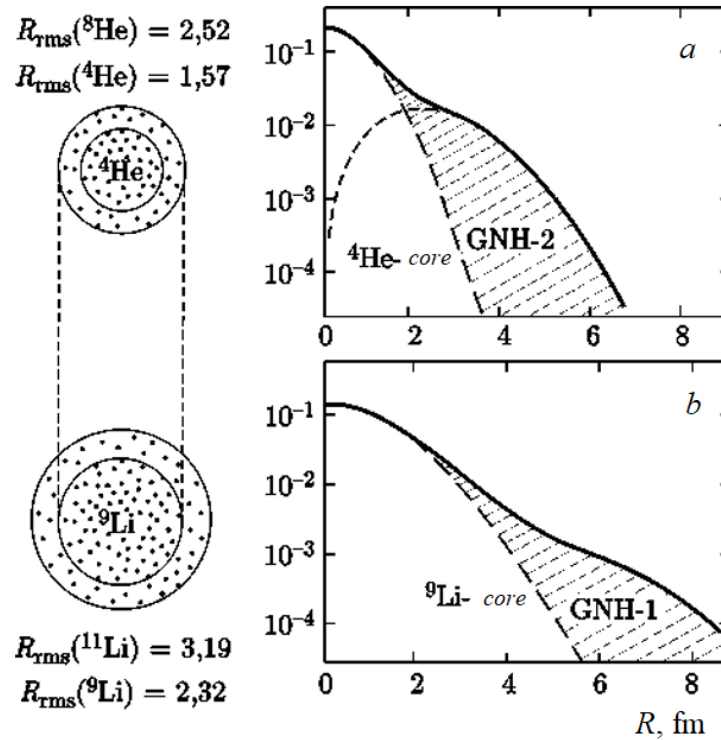 R_rms(⁸He) = 2,52
R_rms(⁴He) = 1,57
⁴He
⁹Li
R_rms(¹¹Li) = 3,19
R_rms(⁹Li) = 2,32
a
10⁻¹
10⁻²
10⁻³
10⁻⁴
GNH-2
⁴He- core
0 2 4 6 8
b
10⁻¹
10⁻²
10⁻³
10⁻⁴
⁹Li- core
GNH-1
0 2 4 6 8
R, fm